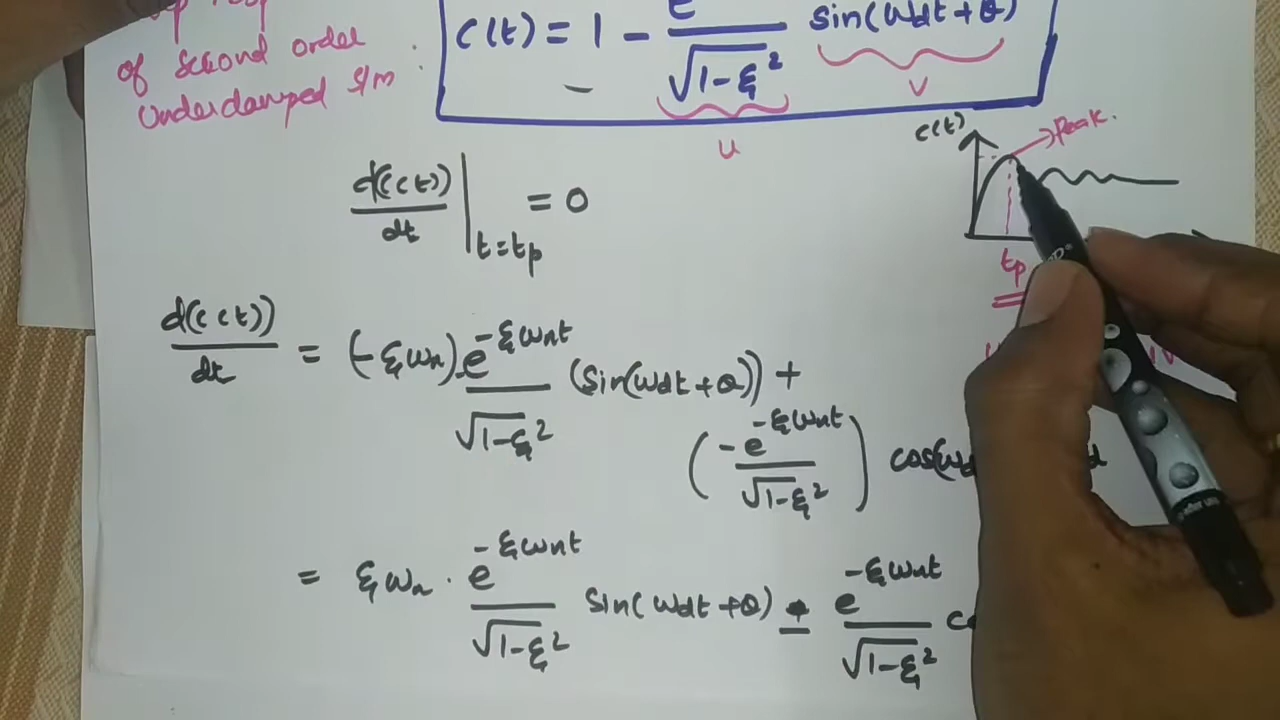 of second order
Underdamped S/m
C(t) = 1 - e / √1-ξ² sin(ωdt+θ)
u
v
c(t)
Peak.
tp
d(c(t))/dt | t=tp = 0
d(c(t))/dt = (-ξωn).e^-ξωnt / √1-ξ² (sin(ωdt+θ)) +
(-e^-ξωnt / √1-ξ²) cos(ωd
= ξωn . e^-ξωnt / √1-ξ² sin(ωdt+θ) - e^-ξωnt / √1-ξ² c